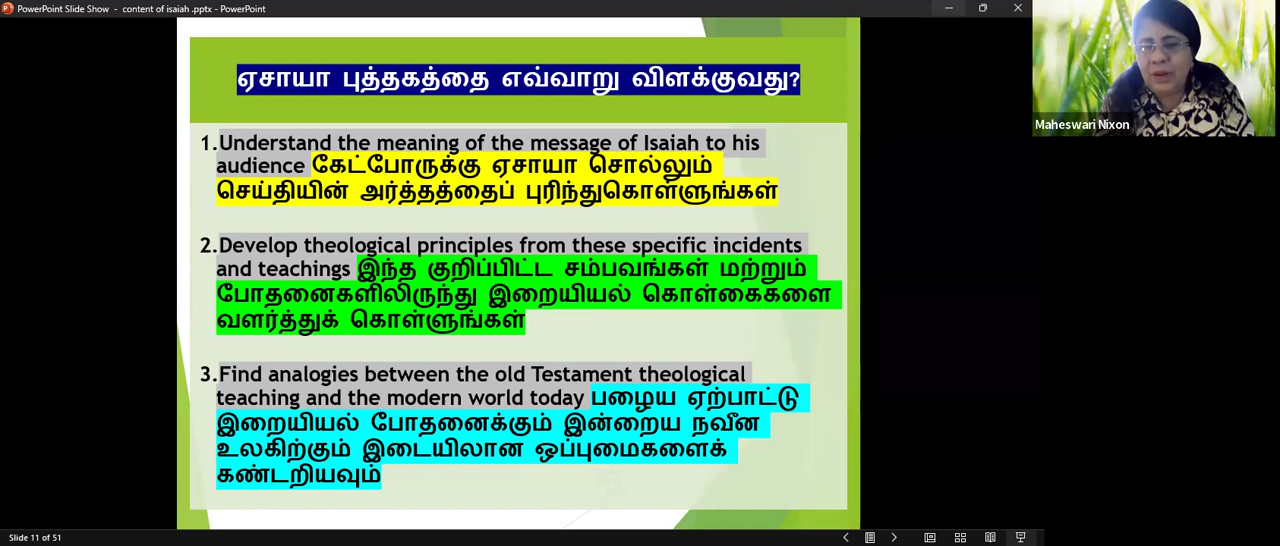 PowerPoint Slide Show - content of isaiah .pptx - PowerPoint
ஏசாயா புத்தகத்தை எவ்வாறு விளக்குவது?
1.Understand the meaning of the message of Isaiah to his
audience கேட்போருக்கு ஏசாயா சொல்லும்
செய்தியின் அர்த்தத்தைப் புரிந்துகொள்ளுங்கள்
2.Develop theological principles from these specific incidents
and teachings இந்த குறிப்பிட்ட சம்பவங்கள் மற்றும்
போதனைகளிலிருந்து இறையியல் கொள்கைகளை
வளர்த்துக் கொள்ளுங்கள்
3.Find analogies between the old Testament theological
teaching and the modern world today பழைய ஏற்பாட்டு
இறையியல் போதனைக்கும் இன்றைய நவீன
உலகிற்கும் இடையிலான ஒப்புமைகளைக்
கண்டறியவும்
Maheswari Nixon
Slide 11 of 51